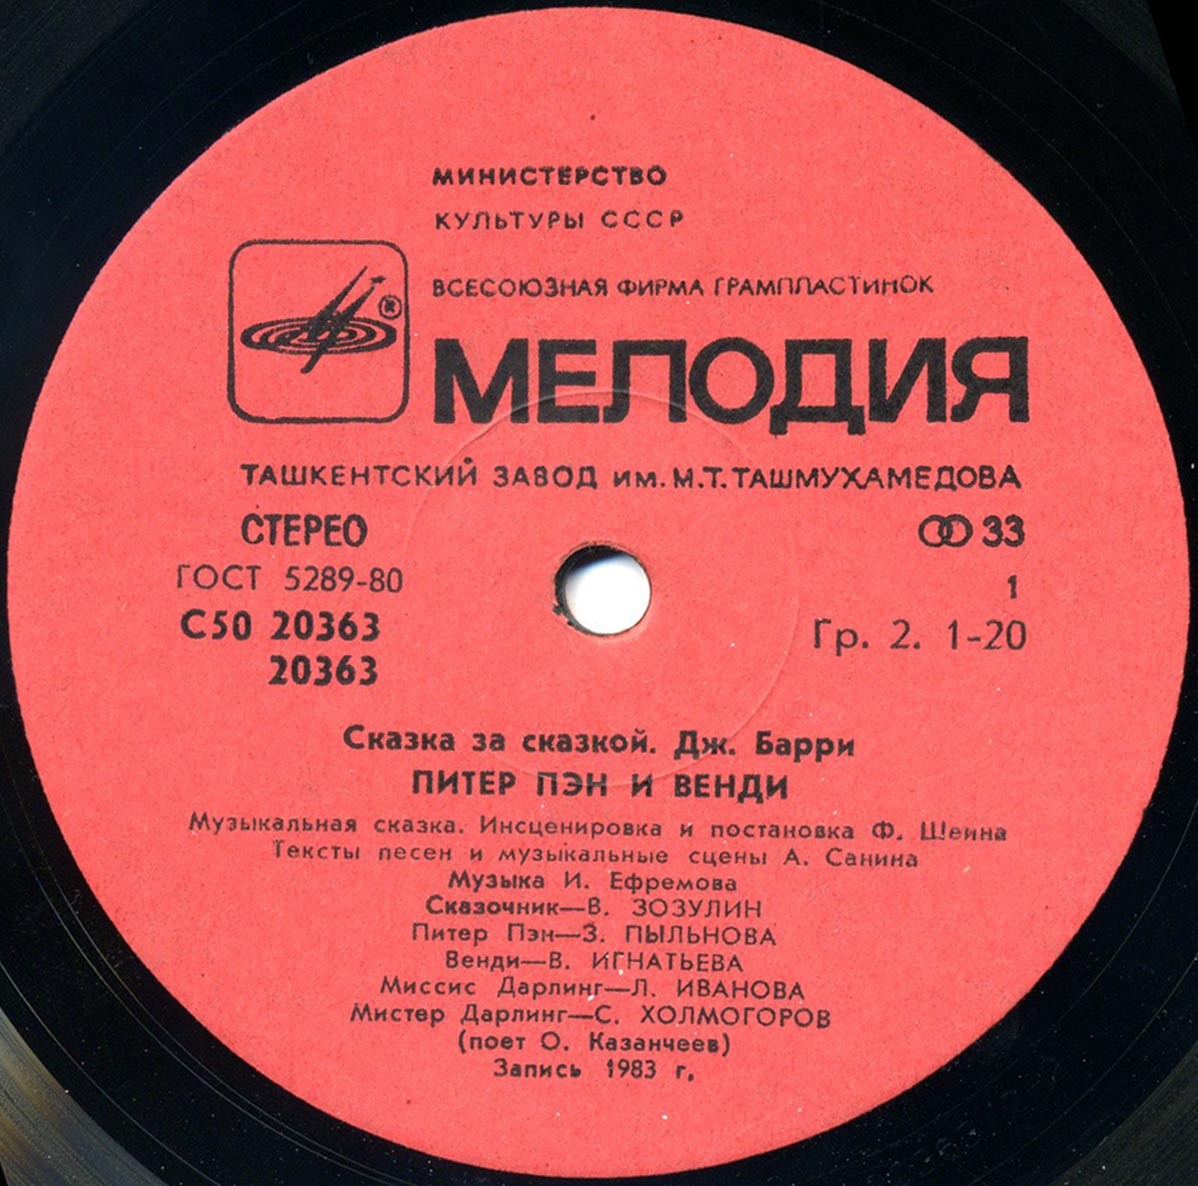 МИНИСТЕРСТВО
КУЛЬТУРЫ СССР
ВСЕСОЮЗНАЯ ФИРМА ГРАМПЛАСТИНОК
®
МЕЛОДИЯ
ТАШКЕНТСКИЙ ЗАВОД им. М.Т. ТАШМУХАМЕДОВА
СТЕРЕО
33
ГОСТ 5289-80
1
С50 20363
Гр. 2. 1-20
20363
Сказка за сказкой. Дж. Барри
ПИТЕР ПЭН И ВЕНДИ
Музыкальная сказка. Инсценировка и постановка Ф. Шеина
Тексты песен и музыкальные сцены А. Санина
Музыка И. Ефремова
Сказочник—В. ЗОЗУЛИН
Питер Пэн—З. ПЫЛЬНОВА
Венди—В. ИГНАТЬЕВА
Миссис Дарлинг—Л. ИВАНОВА
Мистер Дарлинг—С. ХОЛМОГОРОВ
(поет О. Казанчеев)
Запись 1983 г.